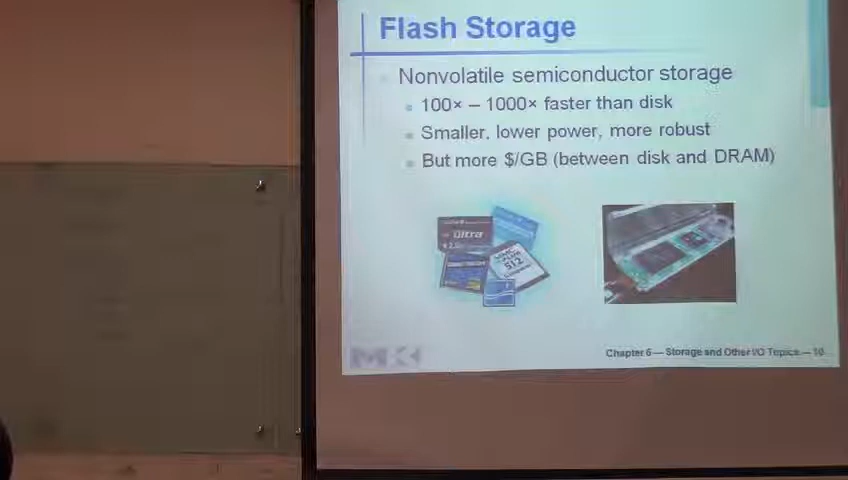 Flash Storage
Nonvolatile semiconductor storage
100× – 1000× faster than disk
Smaller, lower power, more robust
But more $/GB (between disk and DRAM)
Ultra
512
Chapter 6 — Storage and Other I/O Topics — 10